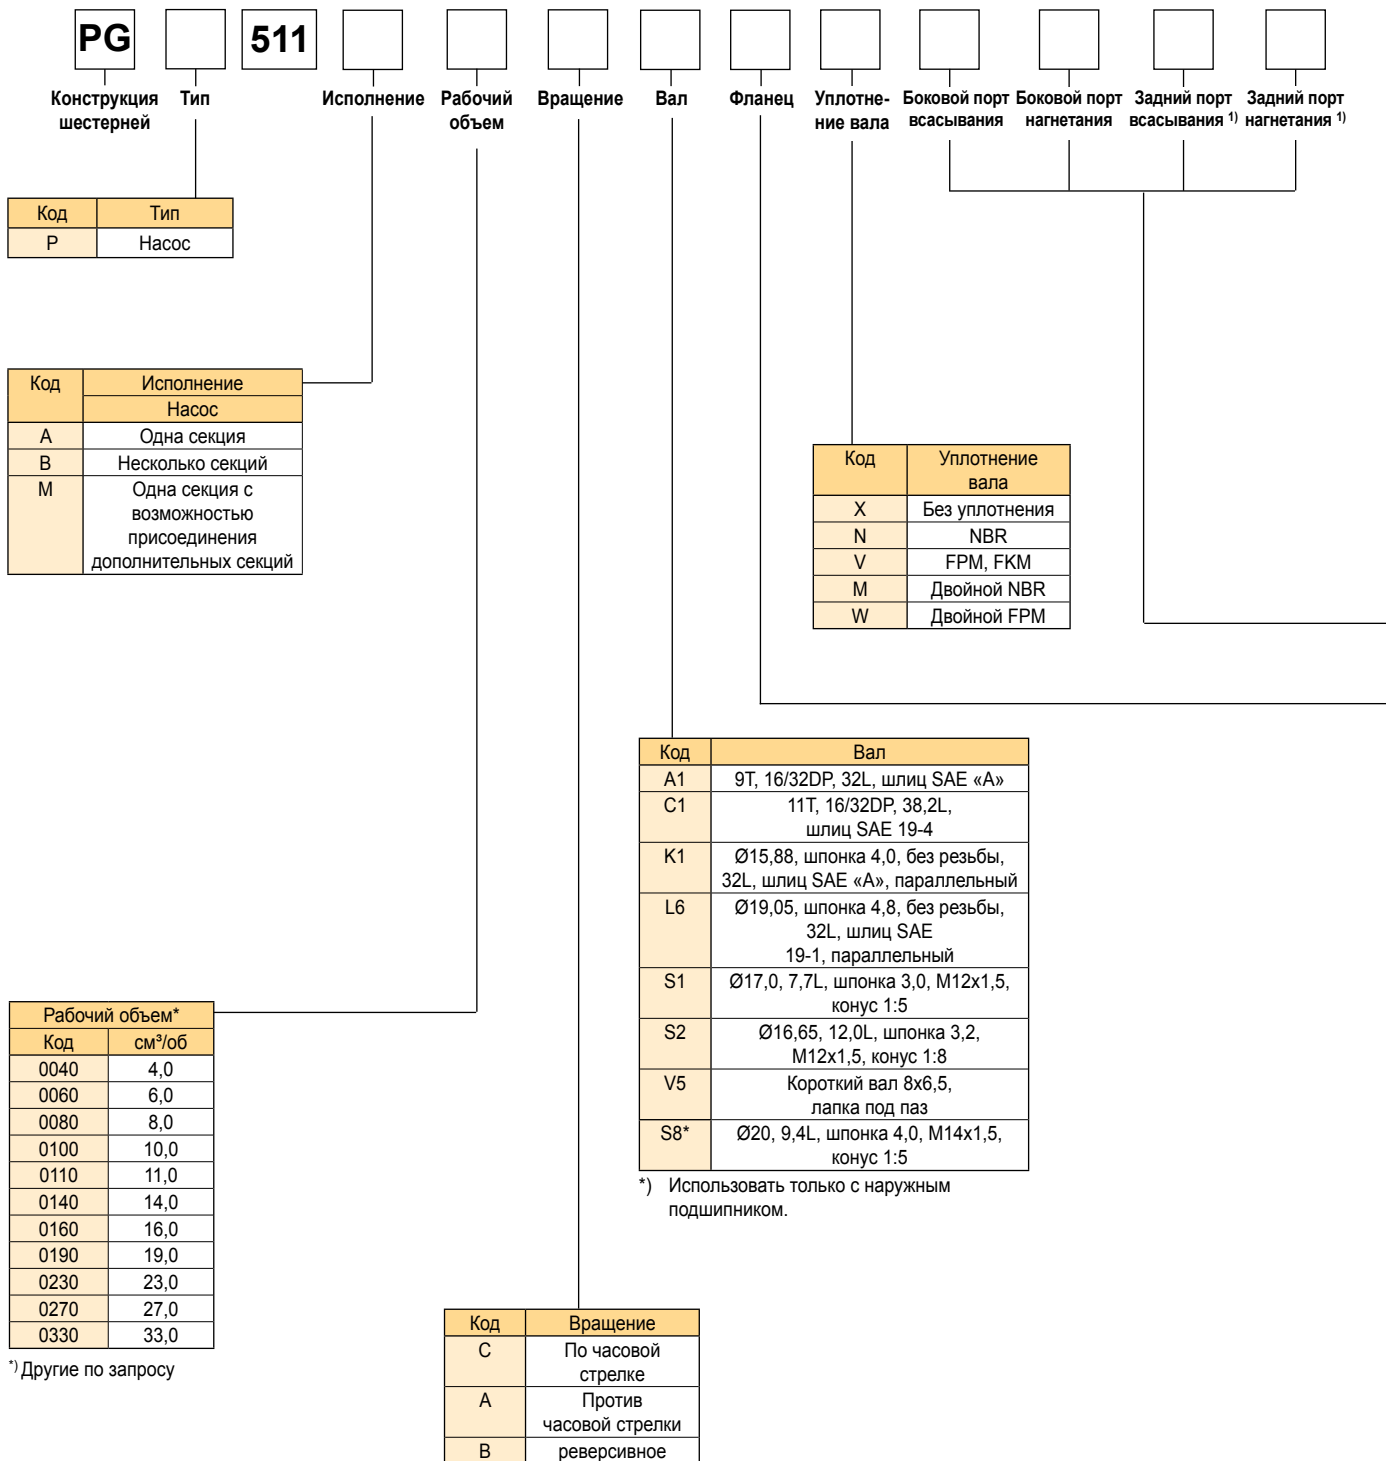 PG 511
Конструкция шестерней
Тип
Исполнение
Рабочий объем
Вращение
Вал
Фланец
Уплотне-
ние вала
Боковой порт
всасывания
Боковой порт
нагнетания
Задний порт
всасывания 1)
Задний порт
нагнетания 1)
Код Тип
P Насос
Код Исполнение
Насос
A Одна секция
B Несколько секций
M Одна секция с
возможностью
присоединения
дополнительных секций
Код Уплотнение
вала
X Без уплотнения
N NBR
V FPM, FKM
M Двойной NBR
W Двойной FPM
Код Вал
A1 9T, 16/32DP, 32L, шлиц SAE «A»
C1 11T, 16/32DP, 38,2L,
шлиц SAE 19-4
K1 Ø15,88, шпонка 4,0, без резьбы,
32L, шлиц SAE «A», параллельный
L6 Ø19,05, шпонка 4,8, без резьбы,
32L, шлиц SAE
19-1, параллельный
S1 Ø17,0, 7,7L, шпонка 3,0, M12x1,5,
конус 1:5
S2 Ø16,65, 12,0L, шпонка 3,2,
M12x1,5, конус 1:8
V5 Короткий вал 8x6,5,
лапка под паз
S8* Ø20, 9,4L, шпонка 4,0, M14x1,5,
конус 1:5
*) Использовать только с наружным
подшипником.
Рабочий объем*
Код см³/об
0040 4,0
0060 6,0
0080 8,0
0100 10,0
0110 11,0
0140 14,0
0160 16,0
0190 19,0
0230 23,0
0270 27,0
0330 33,0
*) Другие по запросу
Код Вращение
C По часовой
стрелке
A Против
часовой стрелки
B реверсивное